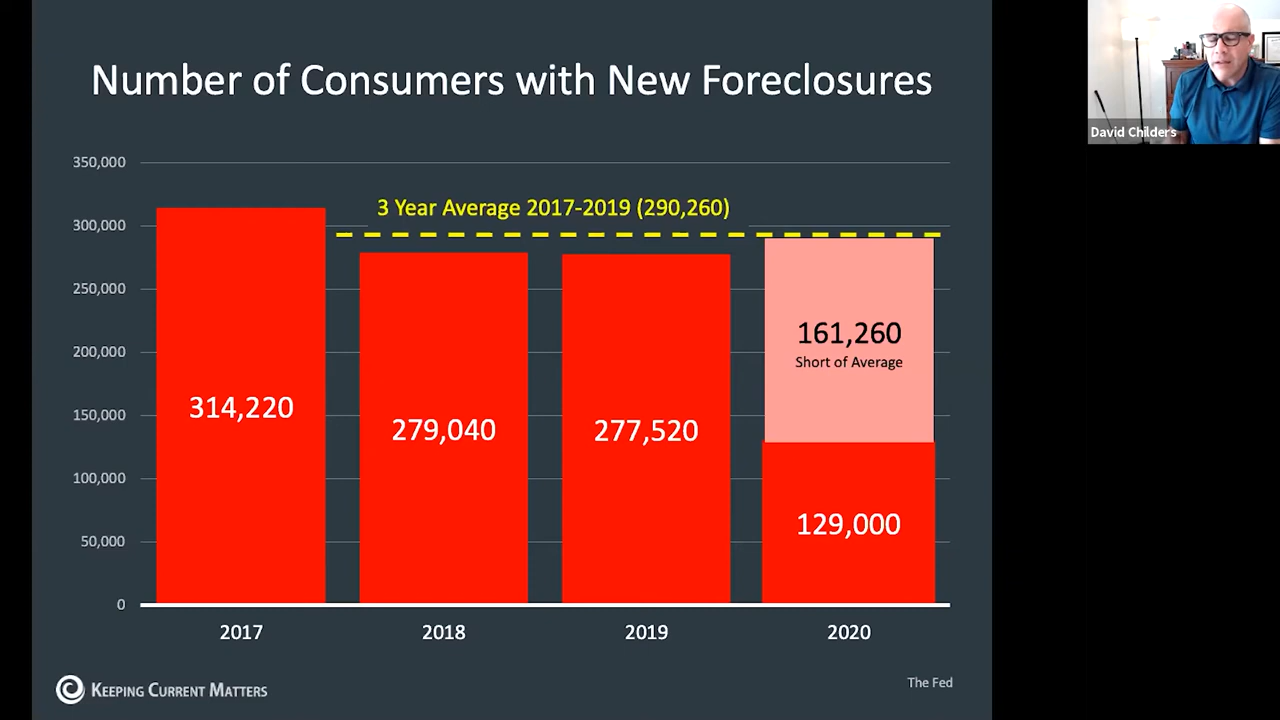 Number of Consumers with New Foreclosures
David Childers
350,000
300,000
250,000
200,000
150,000
100,000
50,000
0
3 Year Average 2017-2019 (290,260)
314,220
279,040
277,520
161,260
Short of Average
129,000
2017
2018
2019
2020
KEEPING CURRENT MATTERS
The Fed